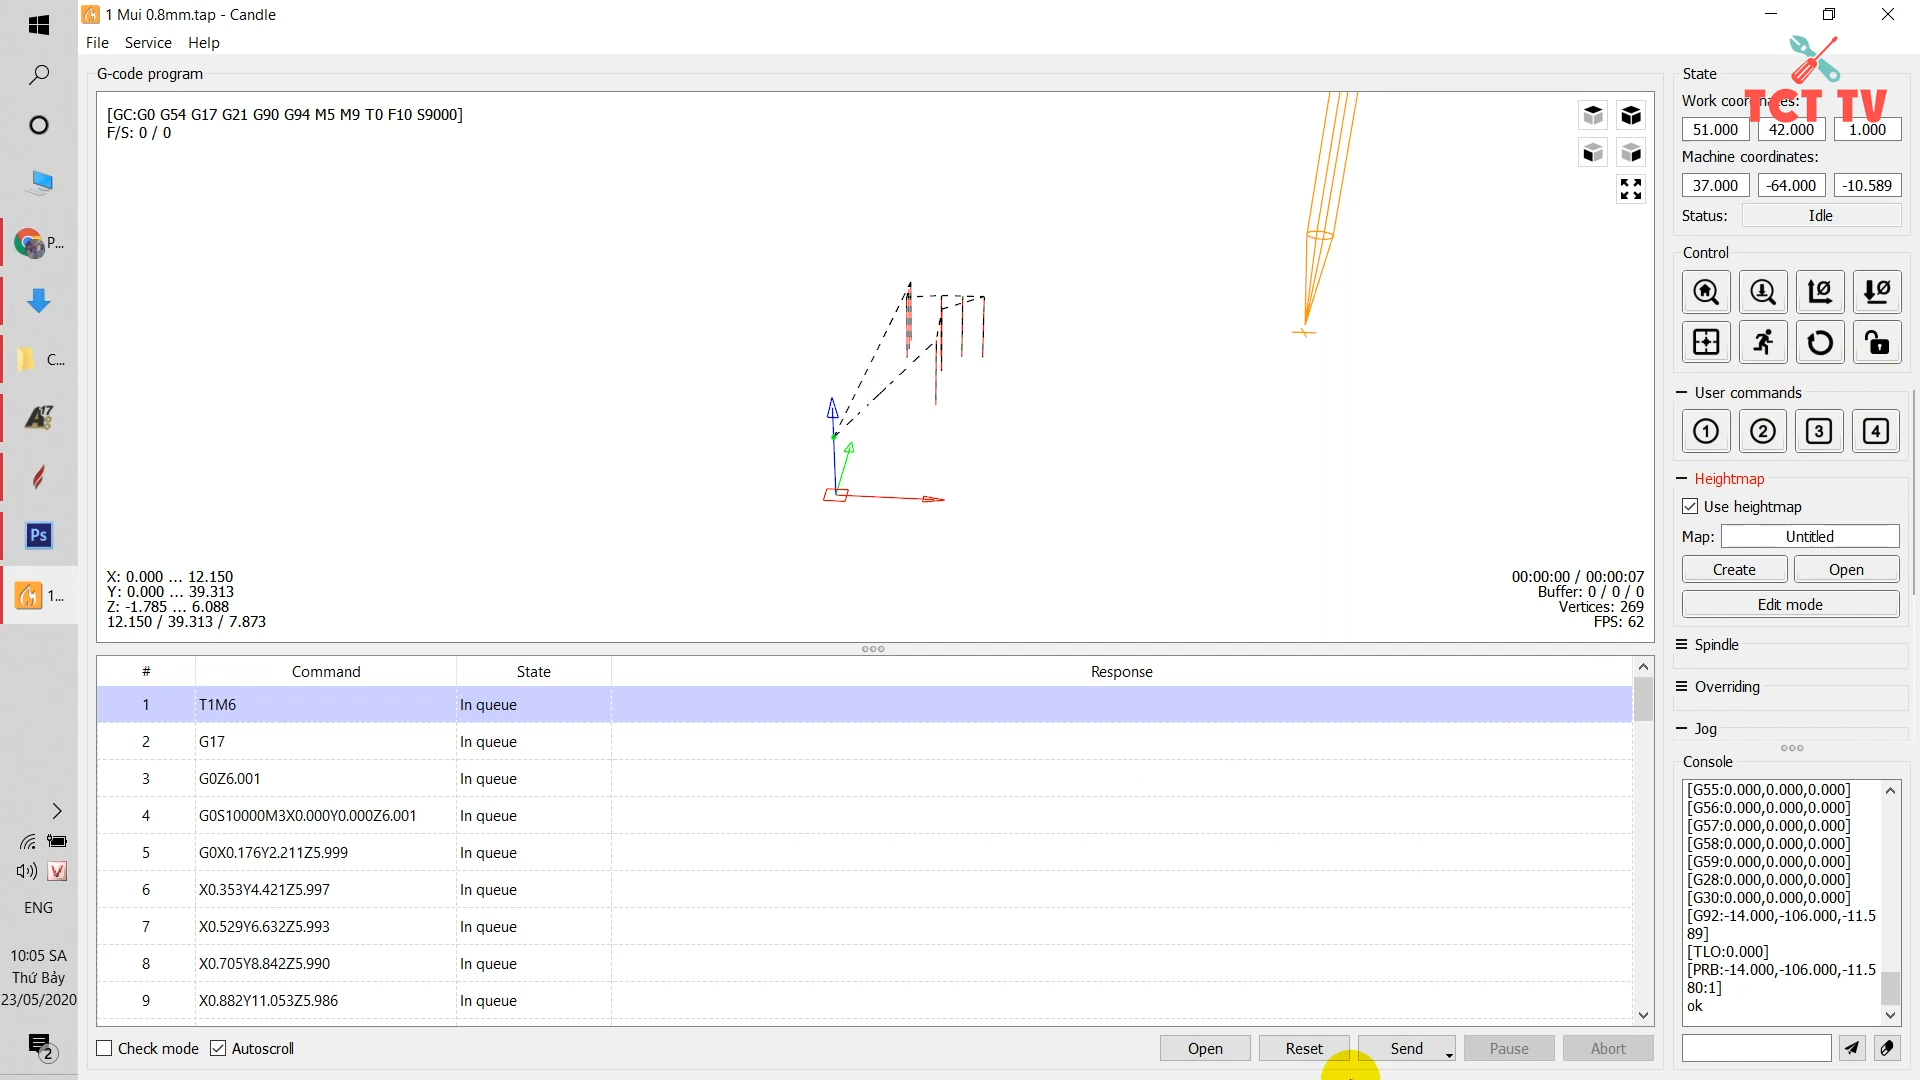 1 Mui 0.8mm.tap - Candle
File Service Help
G-code program
[GC:G0 G54 G17 G21 G90 G94 M5 M9 T0 F10 S9000]
F/S: 0 / 0
X: 0.000 ... 12.150
Y: 0.000 ... 39.313
Z: -1.785 ... 6.088
12.150 / 39.313 / 7.873
00:00:00 / 00:00:07
Buffer: 0 / 0 / 0
Vertices: 269
FPS: 62
# Command State Response
1 T1M6 In queue
2 G17 In queue
3 G0Z6.001 In queue
4 G0S10000M3X0.000Y0.000Z6.001 In queue
5 G0X0.176Y2.211Z5.999 In queue
6 X0.353Y4.421Z5.997 In queue
7 X0.529Y6.632Z5.993 In queue
8 X0.705Y8.842Z5.990 In queue
9 X0.882Y11.053Z5.986 In queue
Check mode Autoscroll
Open Reset Send Pause Abort
State
Work coordinates:
TCT TV
51.000 42.000 1.000
Machine coordinates:
37.000 -64.000 -10.589
Status: Idle
Control
User commands
1 2 3 4
Heightmap
Use heightmap
Map: Untitled
Create Open
Edit mode
Spindle
Overriding
Jog
Console
[G55:0.000,0.000,0.000]
[G56:0.000,0.000,0.000]
[G57:0.000,0.000,0.000]
[G58:0.000,0.000,0.000]
[G59:0.000,0.000,0.000]
[G28:0.000,0.000,0.000]
[G30:0.000,0.000,0.000]
[G92:-14.000,-106.000,-11.5
89]
[TLO:0.000]
[PRB:-14.000,-106.000,-11.5
80:1]
ok
P...
C...
A17
Ps
1...
V
ENG
10:05 SA
Thứ Bảy
23/05/2020
2